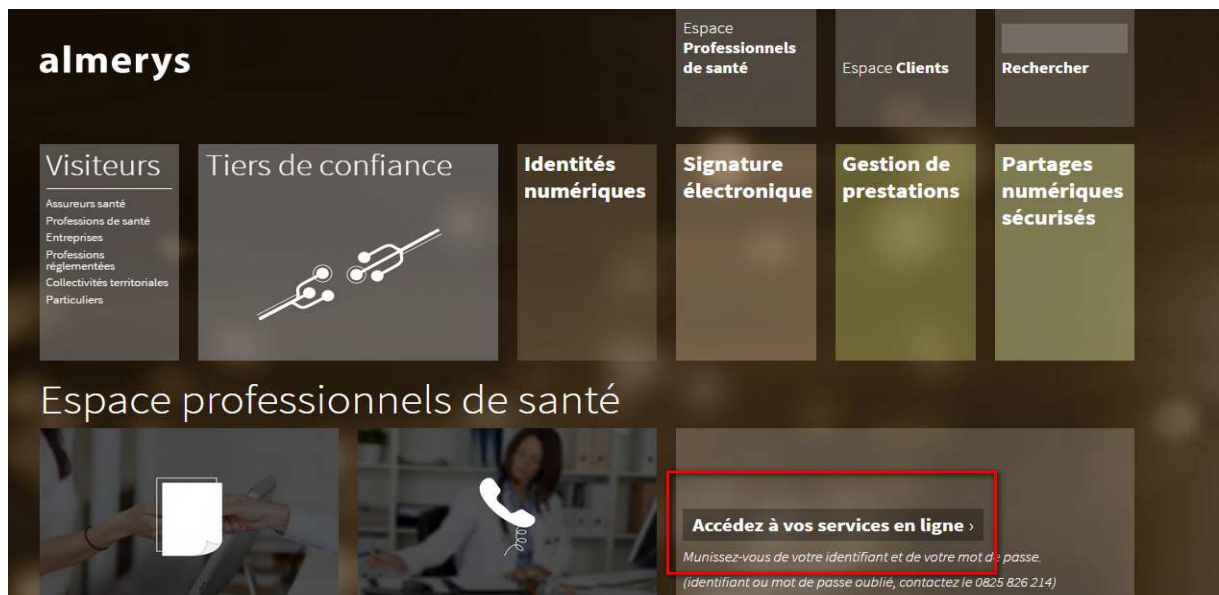 almerys
Espace
Professionnels
de santé
Espace Clients
Rechercher
Visiteurs
Assureurs santé
Professions de santé
Entreprises
Professions
réglementées
Collectivités territoriales
Particuliers
Tiers de confiance
Identités
numériques
Signature
électronique
Gestion de
prestations
Partages
numériques
sécurisés
Espace professionnels de santé
Accédez à vos services en ligne ›
Munissez-vous de votre identifiant et de votre mot de passe.
(identifiant ou mot de passe oublié, contactez le 0825 826 214)